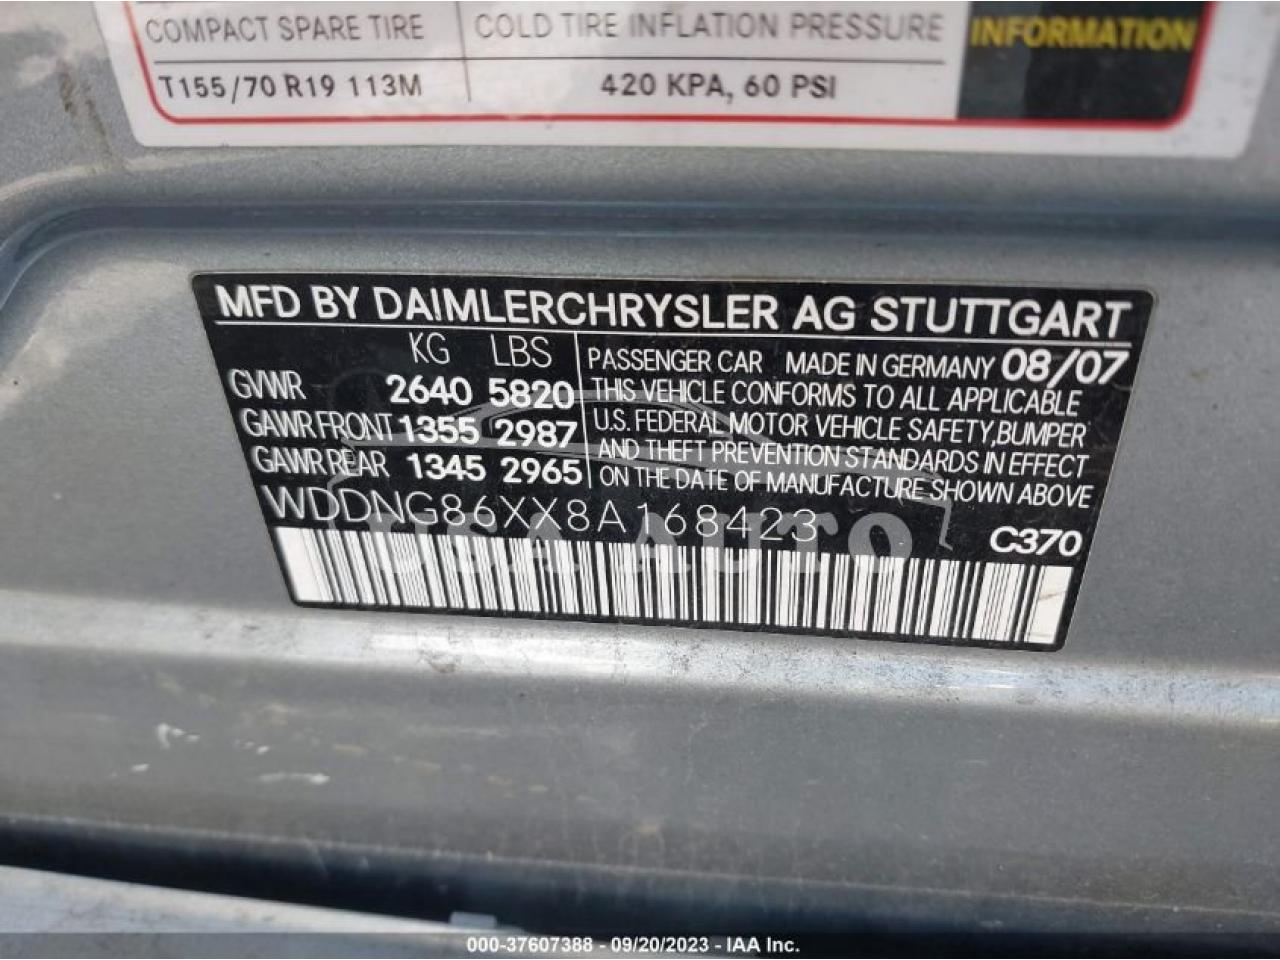 COMPACT SPARE TIRE COLD TIRE INFLATION PRESSURE INFORMATION
T155/70 R19 113M 420 KPA, 60 PSI
MFD BY DAIMLERCHRYSLER AG STUTTGART
KG LBS PASSENGER CAR MADE IN GERMANY 08/07
GVWR 2640 5820 THIS VEHICLE CONFORMS TO ALL APPLICABLE
GAWR FRONT 1355 2987 U.S. FEDERAL MOTOR VEHICLE SAFETY, BUMPER
GAWR REAR 1345 2965 AND THEFT PREVENTION STANDARDS IN EFFECT
ON THE DATE OF MANUFACTURE SHOWN ABOVE
WDDNG86XX8A168423 C370
USA AUTO
000-37607388 - 09/20/2023 - IAA Inc.